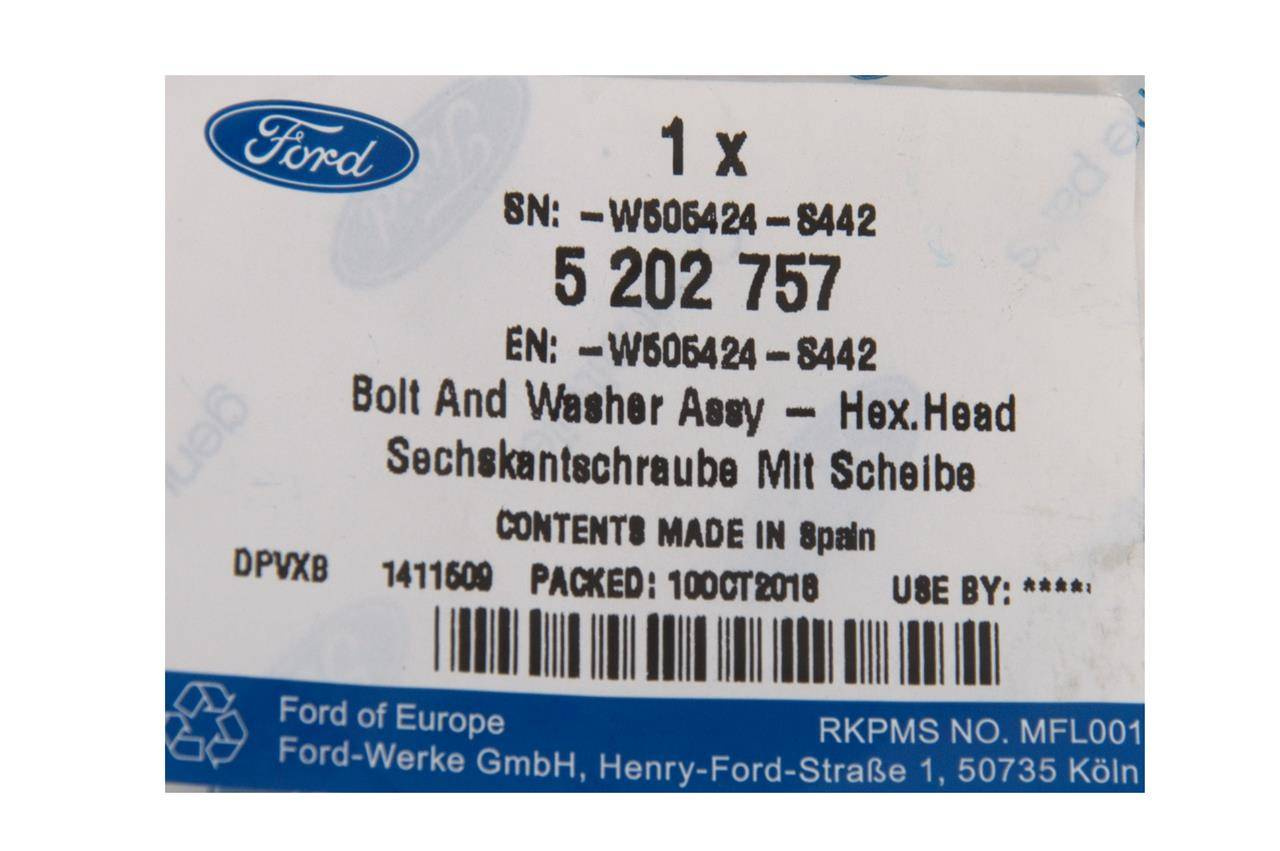 Ford
1 x
SN: -W505424-S442
5 202 757
EN: -W505424-S442
Bolt And Washer Assy - Hex.Head
Sechskantschraube Mit Scheibe
CONTENTS MADE IN Spain
DPVXB 1411509 PACKED: 10OCT2018 USE BY: ****
Ford of Europe
RKPMS NO. MFL001
Ford-Werke GmbH, Henry-Ford-Straße 1, 50735 Köln